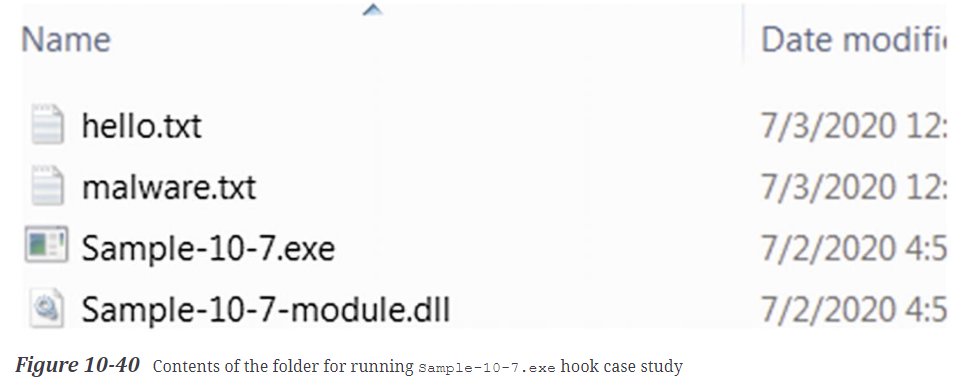 Name Date modifi
hello.txt 7/3/2020 12:
malware.txt 7/3/2020 12:
Sample-10-7.exe 7/2/2020 4:5
Sample-10-7-module.dll 7/2/2020 4:5
Figure 10-40 Contents of the folder for running Sample-10-7.exe hook case study